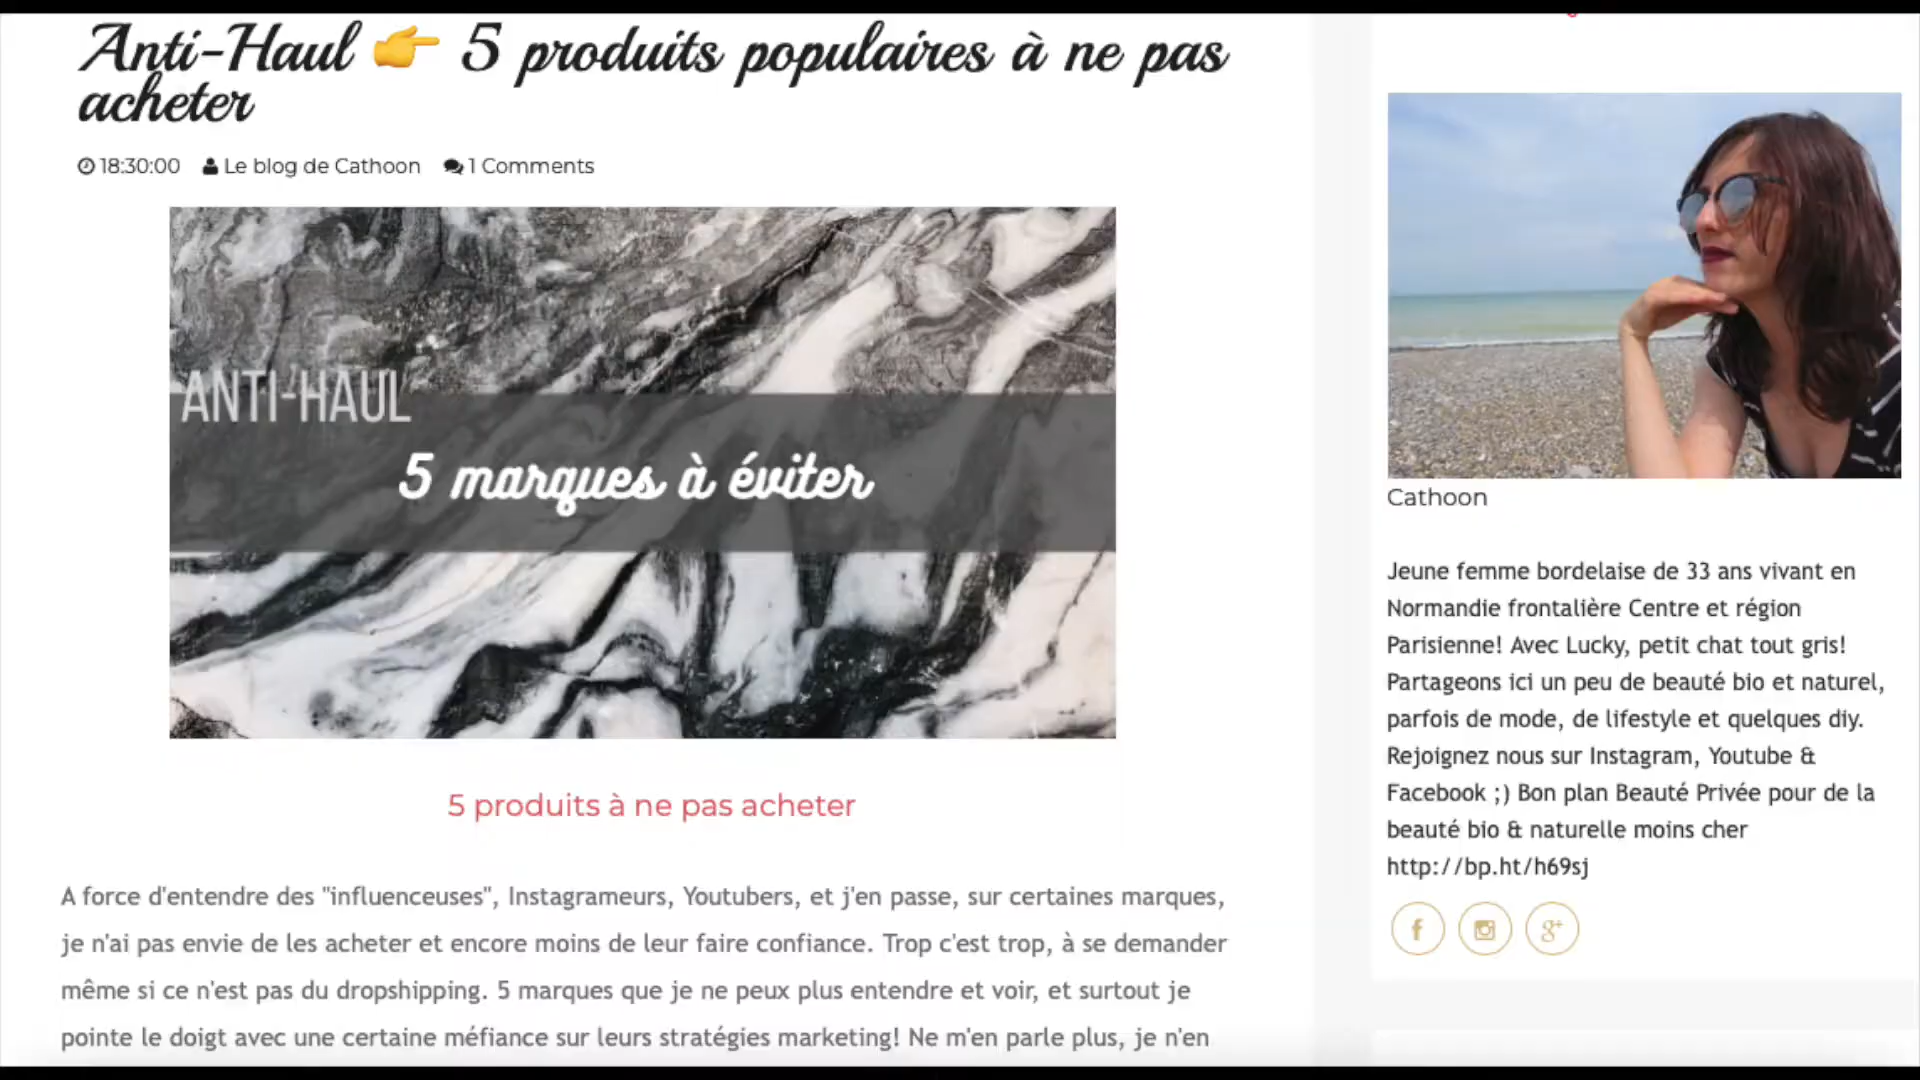 Anti-Haul 👉 5 produits populaires à ne pas
acheter
18:30:00 Le blog de Cathoon 1 Comments
ANTI-HAUL
5 marques à éviter
5 produits à ne pas acheter
A force d'entendre des "influenceuses", Instagrameurs, Youtubers, et j'en passe, sur certaines marques,
je n'ai pas envie de les acheter et encore moins de leur faire confiance. Trop c'est trop, à se demander
même si ce n'est pas du dropshipping. 5 marques que je ne peux plus entendre et voir, et surtout je
pointe le doigt avec une certaine méfiance sur leurs stratégies marketing! Ne m'en parle plus, je n'en
Cathoon
Jeune femme bordelaise de 33 ans vivant en
Normandie frontalière Centre et région
Parisienne! Avec Lucky, petit chat tout gris!
Partageons ici un peu de beauté bio et naturel,
parfois de mode, de lifestyle et quelques diy.
Rejoignez nous sur Instagram, Youtube &
Facebook ;) Bon plan Beauté Privée pour de la
beauté bio & naturelle moins cher
http://bp.ht/h69sj